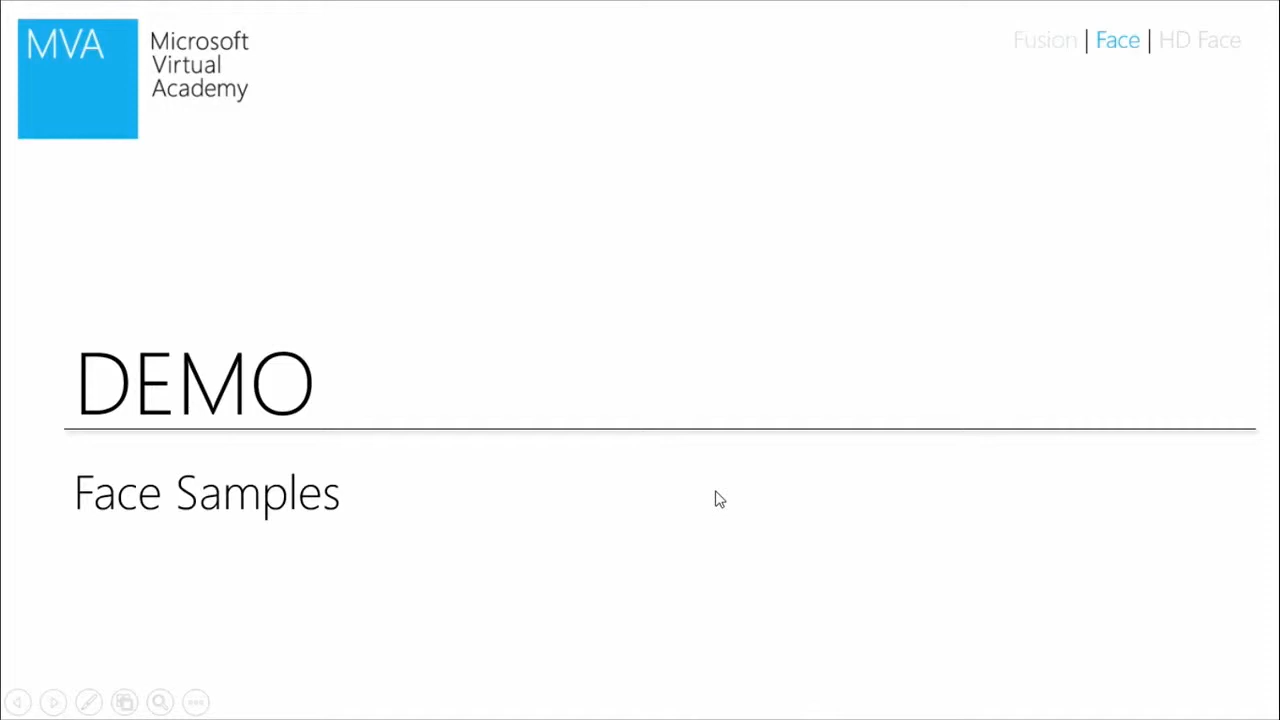 MVA
Microsoft
Virtual
Academy
Fusion | Face | HD Face
DEMO
Face Samples